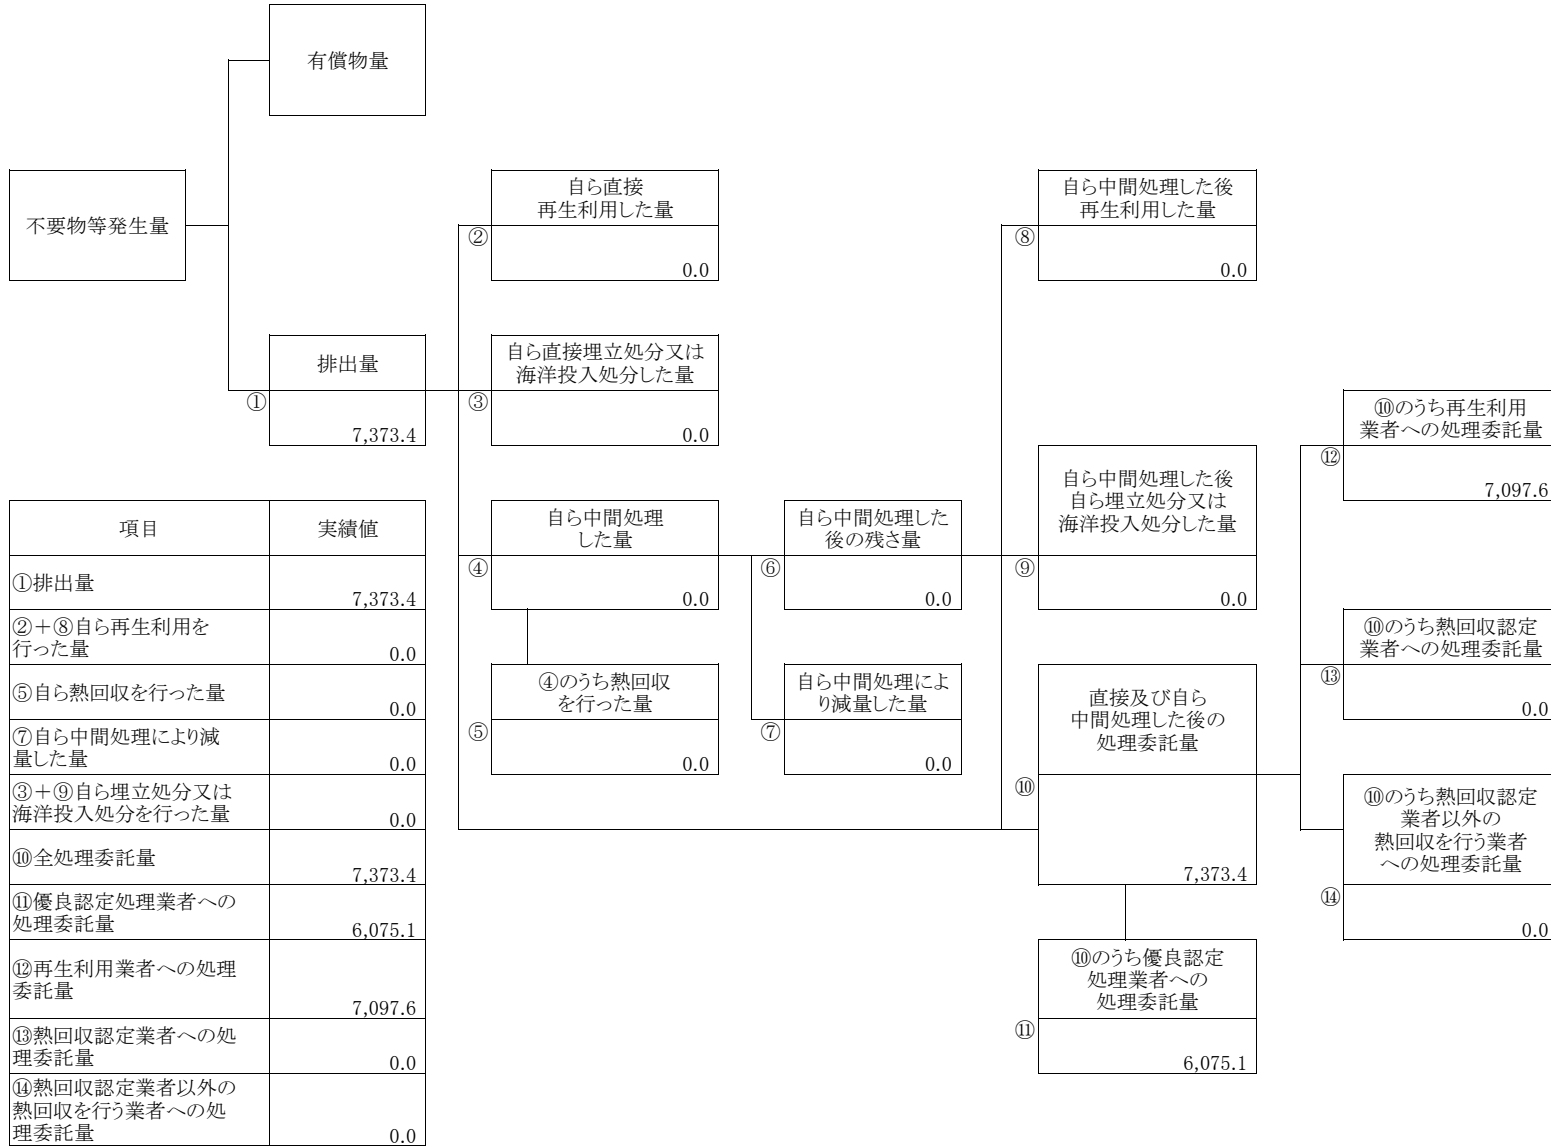 有償物量
不要物等発生量
自ら直接
再生利用した量
②
0.0
自ら中間処理した後
再生利用した量
⑧
0.0
排出量
①
7,373.4
自ら直接埋立処分又は
海洋投入処分した量
③
0.0
⑩のうち再生利用
業者への処理委託量
⑫
7,097.6
自ら中間処理
した量
④
0.0
自ら中間処理した
後の残さ量
⑥
0.0
自ら中間処理した後
自ら埋立処分又は
海洋投入処分した量
⑨
0.0
⑩のうち熱回収認定
業者への処理委託量
⑬
0.0
④のうち熱回収
を行った量
⑤
0.0
自ら中間処理によ
り減量した量
⑦
0.0
直接及び自ら
中間処理した後の
処理委託量
⑩
7,373.4
⑩のうち熱回収認定
業者以外の
熱回収を行う業者
への処理委託量
⑭
0.0
⑩のうち優良認定
処理業者への
処理委託量
⑪
6,075.1
項目
実績値
①排出量
7,373.4
②＋⑧自ら再生利用を
行った量
0.0
⑤自ら熱回収を行った量
0.0
⑦自ら中間処理により減
量した量
0.0
③＋⑨自ら埋立処分又は
海洋投入処分を行った量
0.0
⑩全処理委託量
7,373.4
⑪優良認定処理業者への
処理委託量
6,075.1
⑫再生利用業者への処理
委託量
7,097.6
⑬熱回収認定業者への処
理委託量
0.0
⑭熱回収認定業者以外の
熱回収を行う業者への処
理委託量
0.0